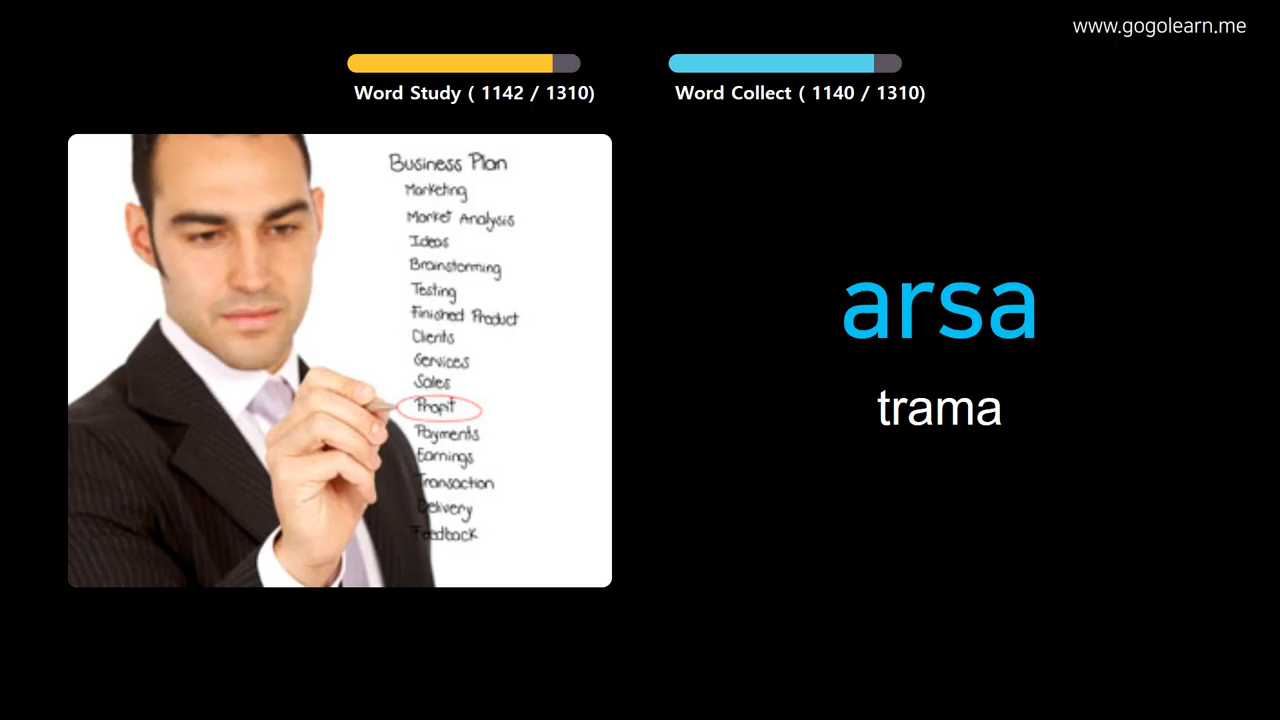 www.gogolearn.me
Word Study ( 1142 / 1310)
Word Collect ( 1140 / 1310)
Business Plan
Marketing
Market Analysis
Ideas
Brainstorming
Testing
Finished Product
Clients
Services
Sales
Profit
Payments
Earnings
Transaction
Delivery
Feedback
arsa
trama